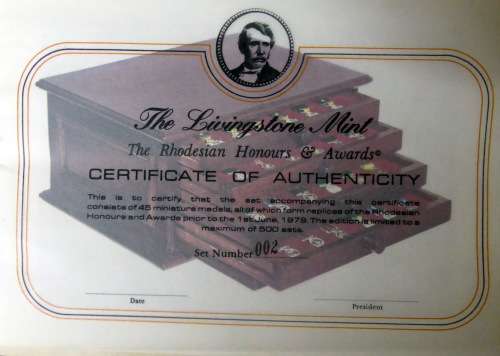 The Livingstone Mint
The Rhodesian Honours & Awards©
CERTIFICATE OF AUTHENTICITY
This is to certify, that the set accompanying this certificate
consists of 45 miniature medals, all of which form replicas of the Rhodesian
Honours and Awards prior to the 1st June, 1979. The edition is limited to a
maximum of 500 sets.
Set Number 002
Date
President